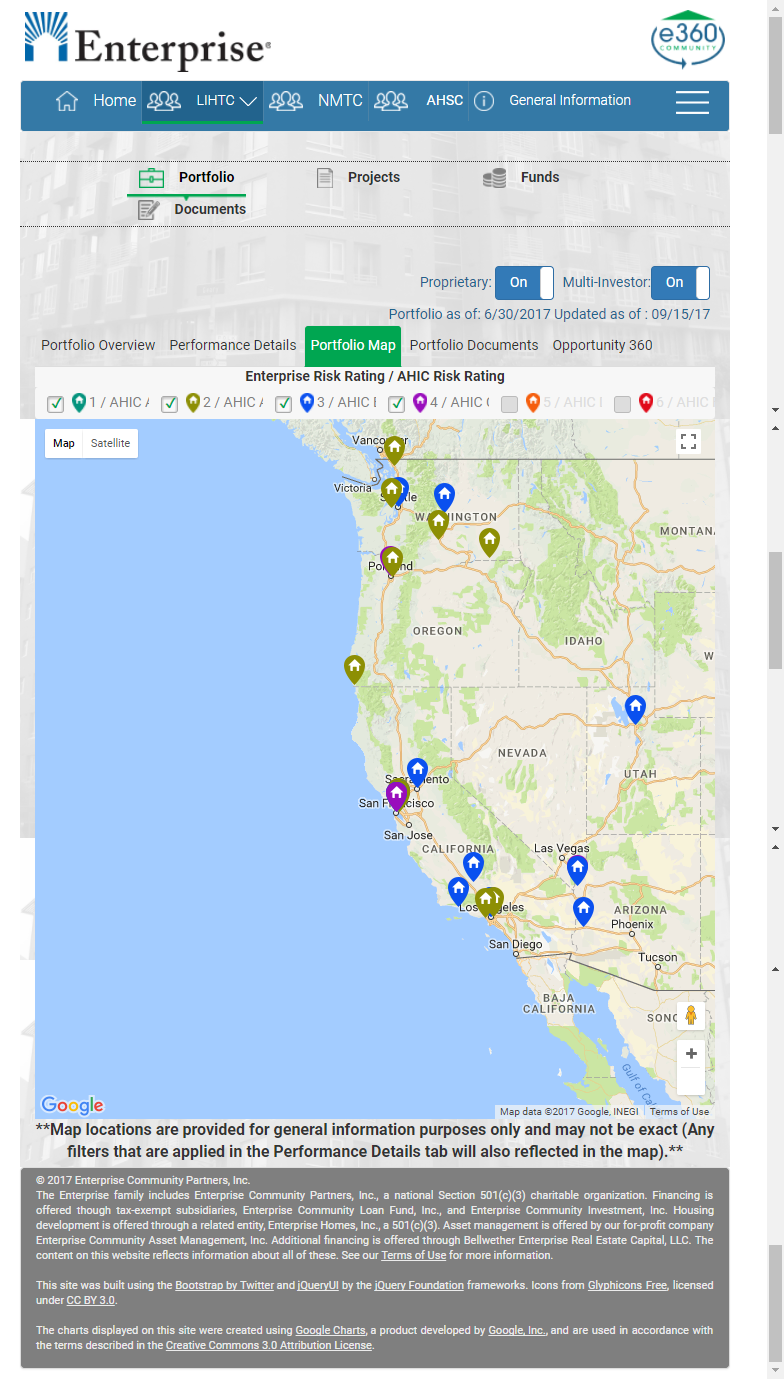 Enterprise®
e360
COMMUNITY
Home LIHTC NMTC AHSC General Information
Portfolio Projects Funds
Documents
Proprietary: On Multi-Investor: On
Portfolio as of: 6/30/2017 Updated as of : 09/15/17
Portfolio Overview Performance Details Portfolio Map Portfolio Documents Opportunity 360
Enterprise Risk Rating / AHIC Risk Rating
1 / AHIC 2 / AHIC 3 / AHIC 4 / AHIC 5 / AHIC 6 / AHIC
Map Satellite
Vancouver
Victoria
Seattle
WASHINGTON
MONTAN
Portland
OREGON
IDAHO
W
NEVADA
UTAH
Sacramento
San Francisco
San Jose
CALIFORNIA
Las Vegas
Los Angeles
ARIZONA
Phoenix
San Diego
Tucson
BAJA
CALIFORNIA
SONO
Gulf of Cal
Google
Map data ©2017 Google, INEGI Terms of Use
**Map locations are provided for general information purposes only and may not be exact (Any
filters that are applied in the Performance Details tab will also reflected in the map).**
© 2017 Enterprise Community Partners, Inc.
The Enterprise family includes Enterprise Community Partners, Inc., a national Section 501(c)(3) charitable organization. Financing is
offered though tax-exempt subsidiaries, Enterprise Community Loan Fund, Inc., and Enterprise Community Investment, Inc. Housing
development is offered through a related entity, Enterprise Homes, Inc., a 501(c)(3). Asset management is offered by our for-profit company
Enterprise Community Asset Management, Inc. Additional financing is offered through Bellwether Enterprise Real Estate Capital, LLC. The
content on this website reflects information about all of these. See our Terms of Use for more information.
This site was built using the Bootstrap by Twitter and jQueryUI by the jQuery Foundation frameworks. Icons from Glyphicons Free, licensed
under CC BY 3.0.
The charts displayed on this site were created using Google Charts, a product developed by Google, Inc., and are used in accordance with
the terms described in the Creative Commons 3.0 Attribution License.